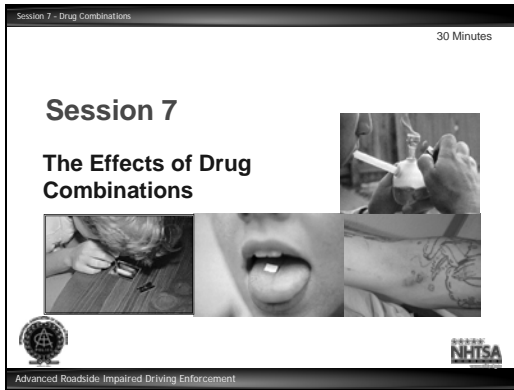 Session 7 - Drug Combinations
30 Minutes
Session 7
The Effects of Drug
Combinations
NHTSA
Advanced Roadside Impaired Driving Enforcement